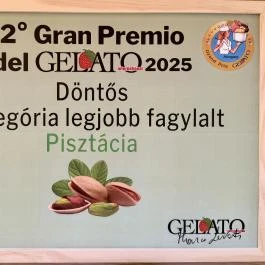 2° Gran Premio
del GELATO 2025
Döntős
egória legjobb fagylalt
Pisztácia
GELATO